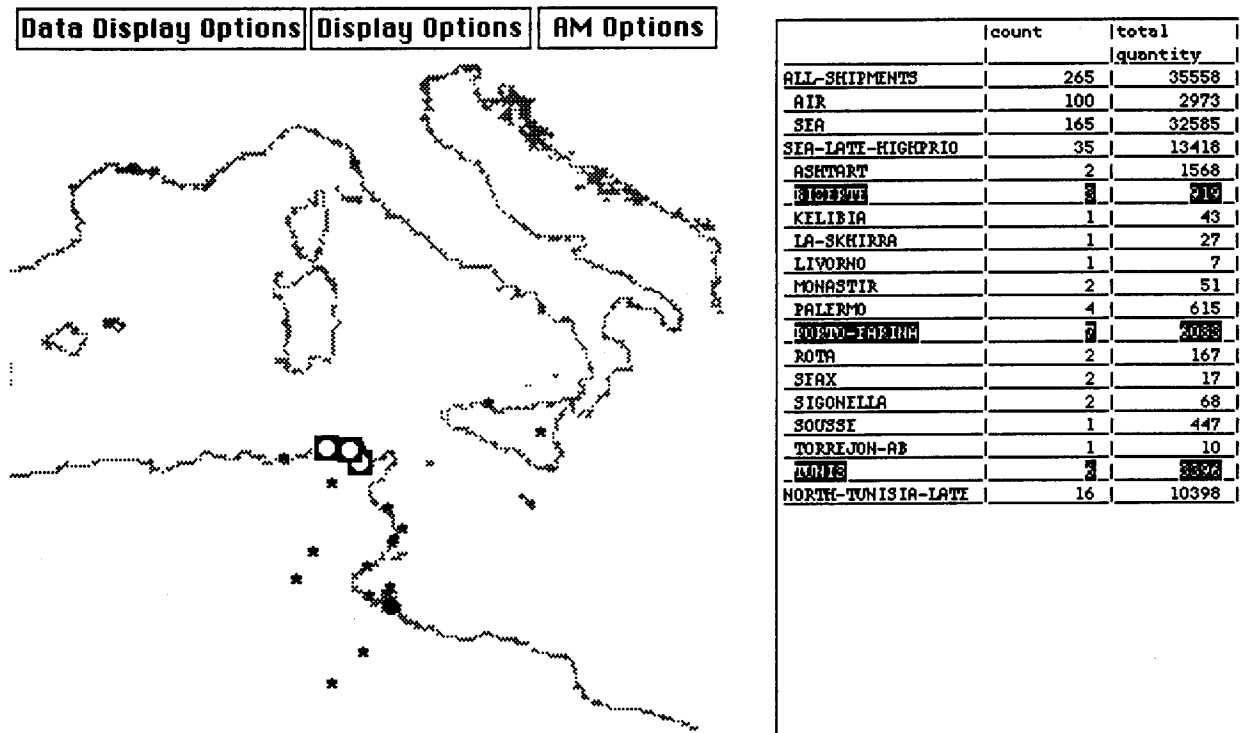 Data Display Options Display Options AM Options
count total
quantity
ALL-SHIPMENTS 265 35558
AIR 100 2973
SEA 165 32585
SEA-LATE-HIGHPRIO 35 13418
ASHTART 2 1568
BIZERTE
KELIBIA 1 43
LA-SKHIRRA 1 27
LIVORNO 1 7
MONASTIR 2 51
PALERMO 4 615
PORTO-FARINA
ROTA 2 167
SFAX 2 17
SIGONELLA 2 68
SOUSSE 1 447
TORREJON-AB 1 10
TUNIS
NORTH-TUNISIA-LATE 16 10398